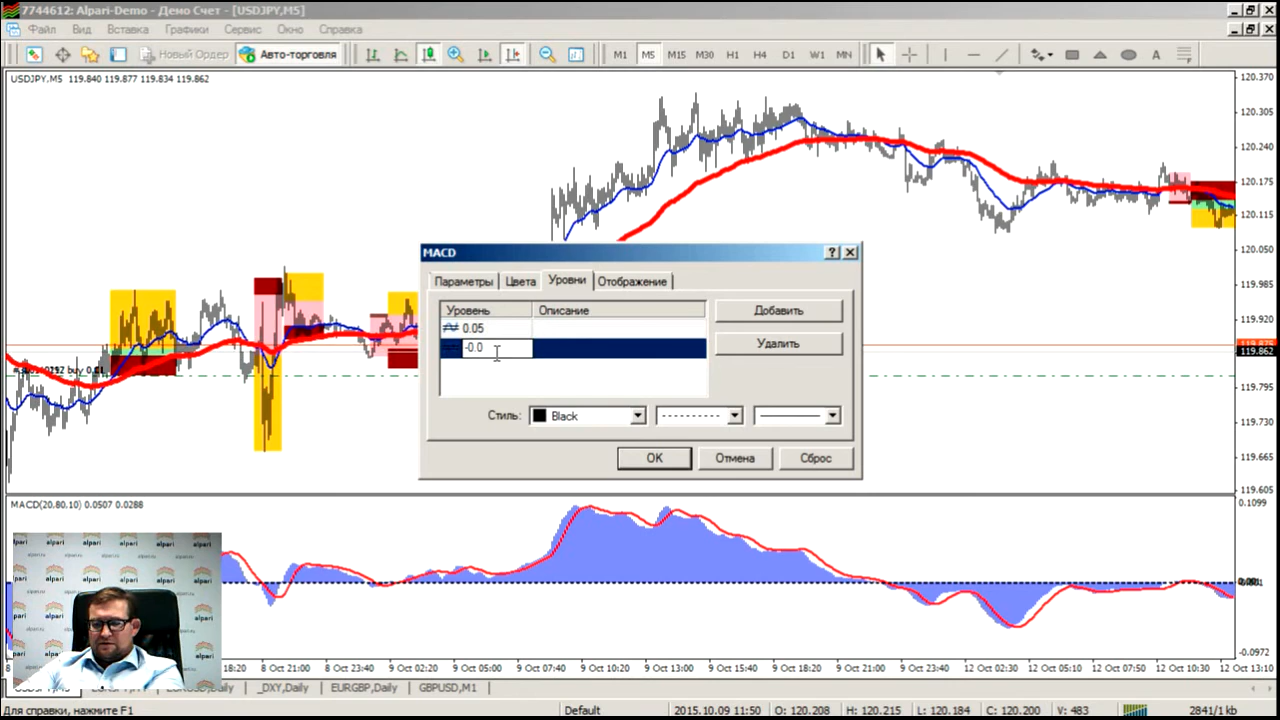 7744612: Alpari-Demo - Демо Счет - [USDJPY,M5]
Файл Вид Вставка Графики Сервис Окно Справка
Новый Ордер Авто-торговля M1 M5 M15 M30 H1 H4 D1 W1 MN A
USDJPY,M5 119.840 119.877 119.834 119.862
120.370
120.305
120.240
120.175
120.115
120.050
119.985
119.920
119.862
119.795
119.730
119.665
119.605
buy
MACD
Параметры Цвета Уровни Отображение
Уровень Описание Добавить
0.05
-0.0 Удалить
Стиль: Black
OK Отмена Сброс
MACD(20,80,10) 0.0507 0.0288
0.1099
-0.0972
alpari
alpari.ru
18:20 8 Oct 21:00 8 Oct 23:40 9 Oct 02:20 9 Oct 05:00 9 Oct 07:40 9 Oct 10:20 9 Oct 13:00 9 Oct 15:40 9 Oct 18:20 9 Oct 21:00 9 Oct 23:40 12 Oct 02:30 12 Oct 05:10 12 Oct 07:50 12 Oct 10:30 12 Oct 13:10
_DXY,Daily EURGBP,Daily GBPUSD,M1
Для справки, нажмите F1 Default 2015.10.09 11:50 O: 120.208 H: 120.215 L: 120.184 C: 120.200 V: 483 2841/1 kb